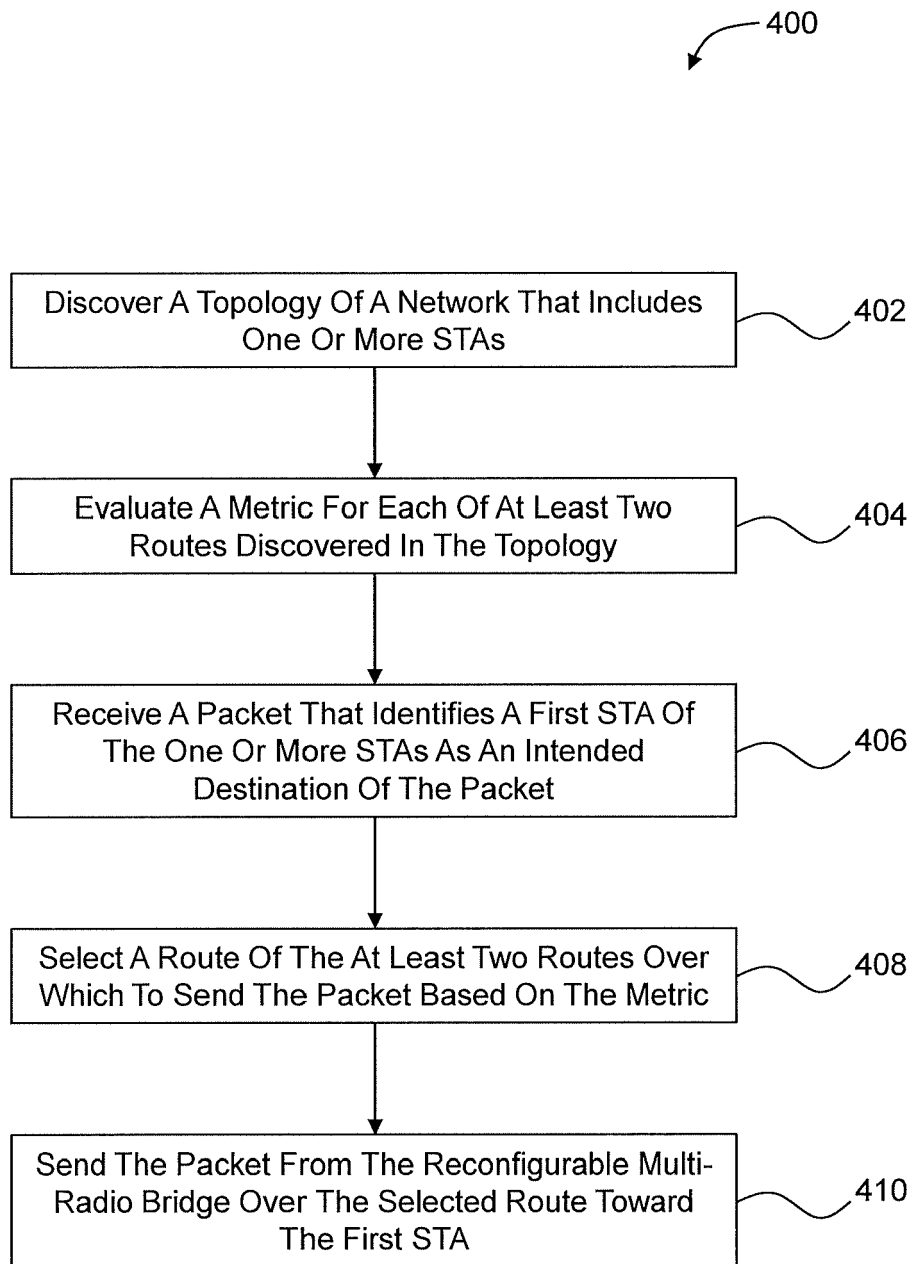 400
Discover A Topology Of A Network That Includes
One Or More STAs
402
Evaluate A Metric For Each Of At Least Two
Routes Discovered In The Topology
404
Receive A Packet That Identifies A First STA Of
The One Or More STAs As An Intended
Destination Of The Packet
406
Select A Route Of The At Least Two Routes Over
Which To Send The Packet Based On The Metric
408
Send The Packet From The Reconfigurable Multi-
Radio Bridge Over The Selected Route Toward
The First STA
410